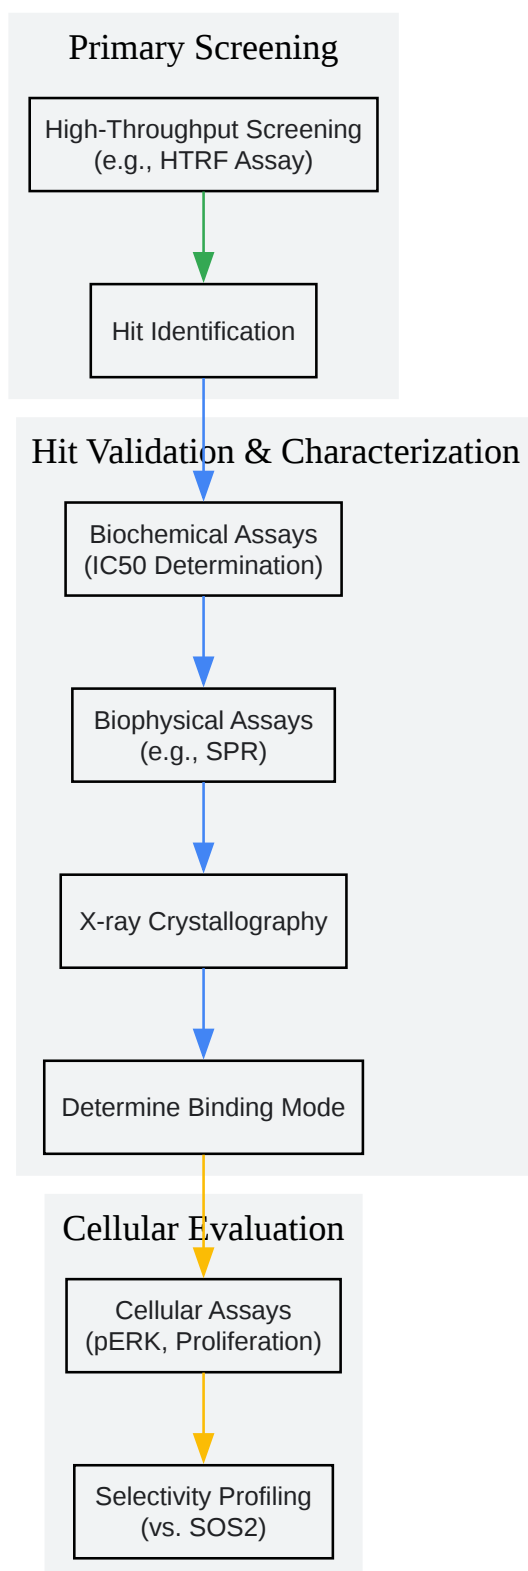 Primary Screening
High-Throughput Screening
(e.g., HTRF Assay)
Hit Identification
Hit Validation & Characterization
Biochemical Assays
(IC50 Determination)
Biophysical Assays
(e.g., SPR)
X-ray Crystallography
Determine Binding Mode
Cellular Evaluation
Cellular Assays
(pERK, Proliferation)
Selectivity Profiling
(vs. SOS2)